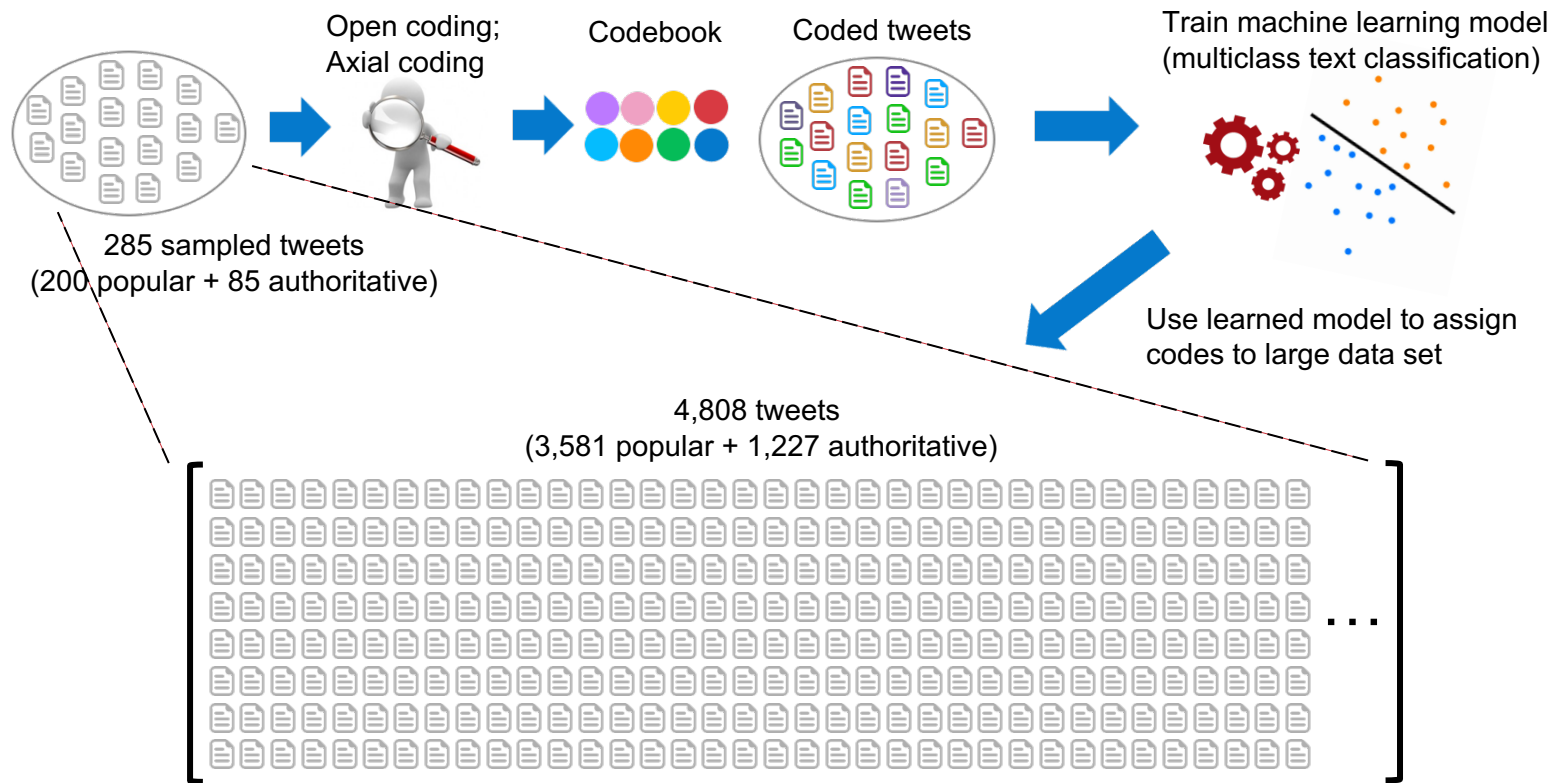 Open coding;
Axial coding
Codebook
Coded tweets
Train machine learning model
(multiclass text classification)
285 sampled tweets
(200 popular + 85 authoritative)
Use learned model to assign
codes to large data set
4,808 tweets
(3,581 popular + 1,227 authoritative)
...